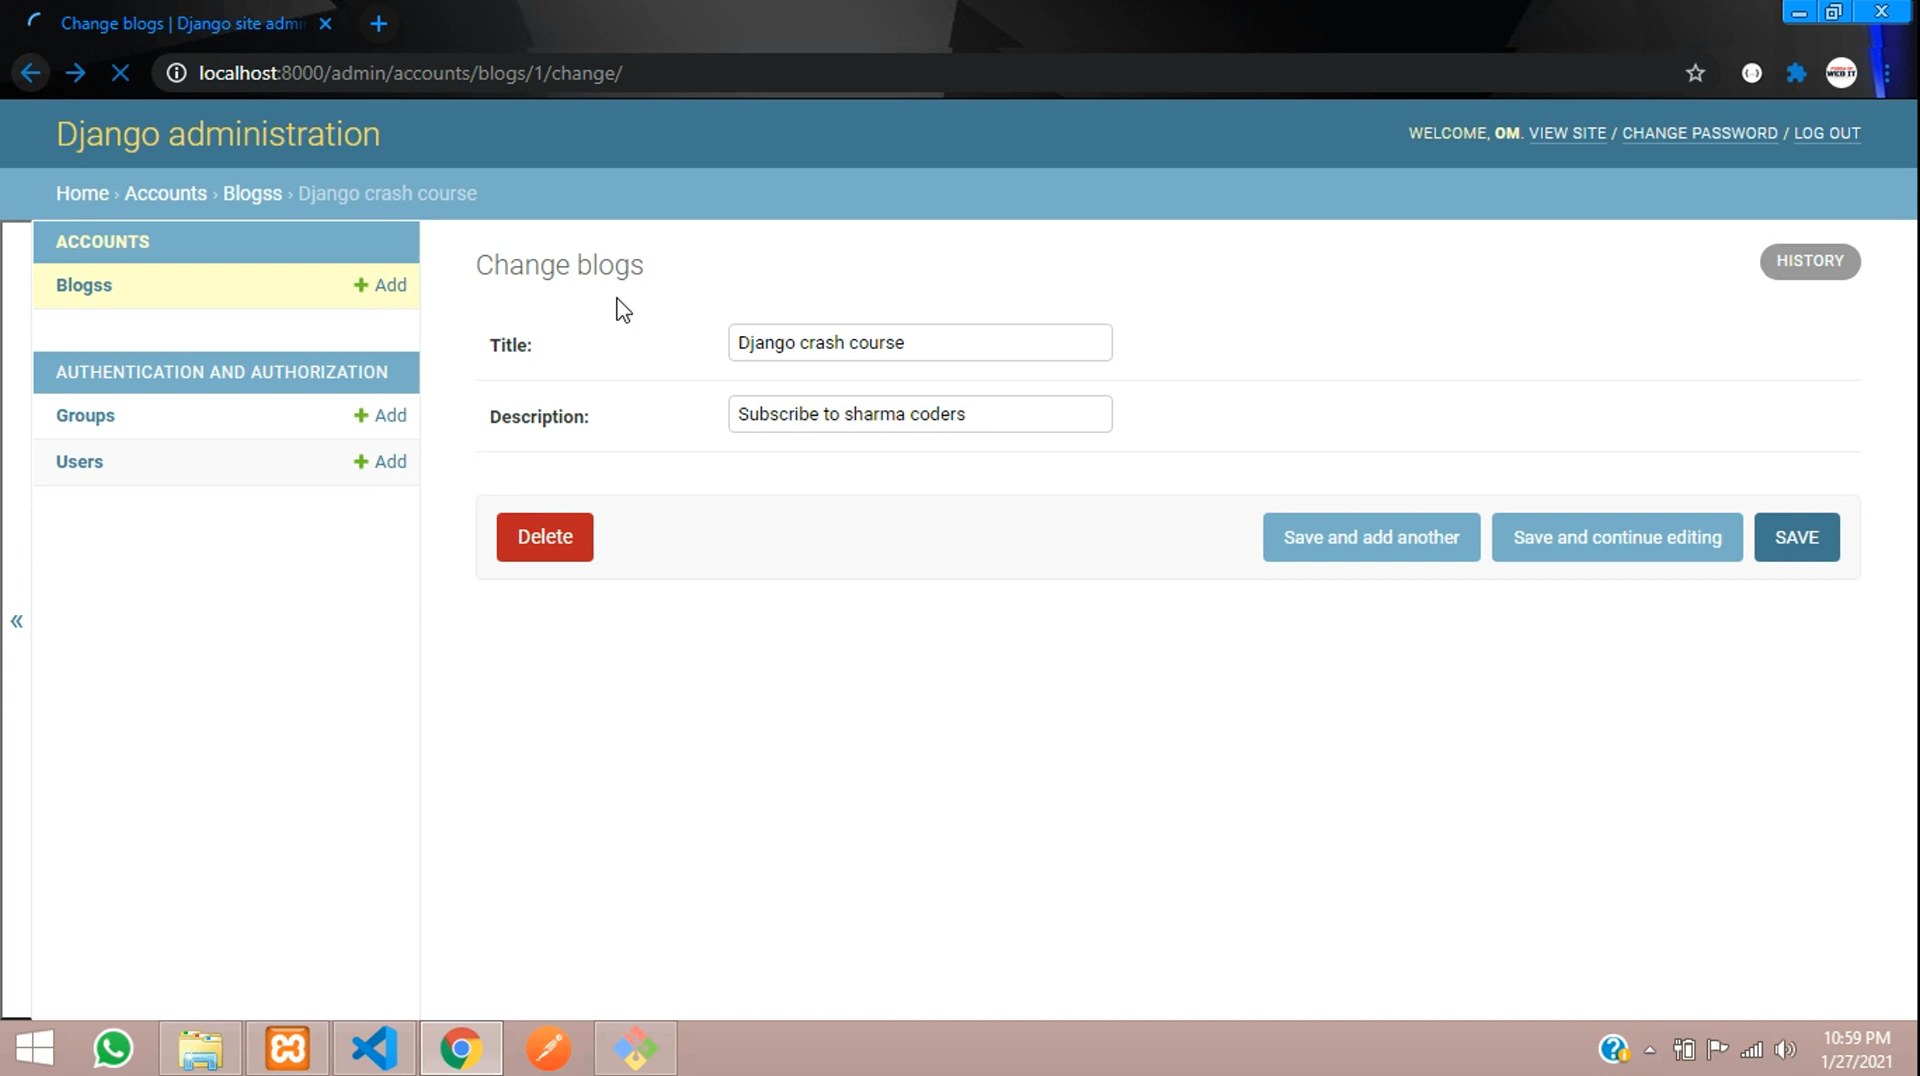 Change blogs | Django site admi
localhost:8000/admin/accounts/blogs/1/change/
Django administration
WELCOME, OM. VIEW SITE / CHANGE PASSWORD / LOG OUT
Home › Accounts › Blogss › Django crash course
ACCOUNTS
Blogss
Add
AUTHENTICATION AND AUTHORIZATION
Groups
Add
Users
Add
«
Change blogs
HISTORY
Title:
Django crash course
Description:
Subscribe to sharma coders
Delete
Save and add another
Save and continue editing
SAVE
10:59 PM
1/27/2021